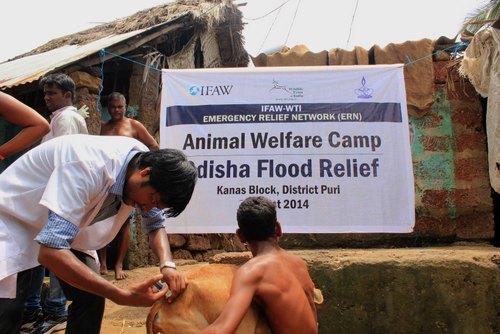 IFAW
IFAW-WTI
EMERGENCY RELIEF NETWORK (ERN)
Animal Welfare Camp
disha Flood Relief
Kanas Block, District Puri
st 2014